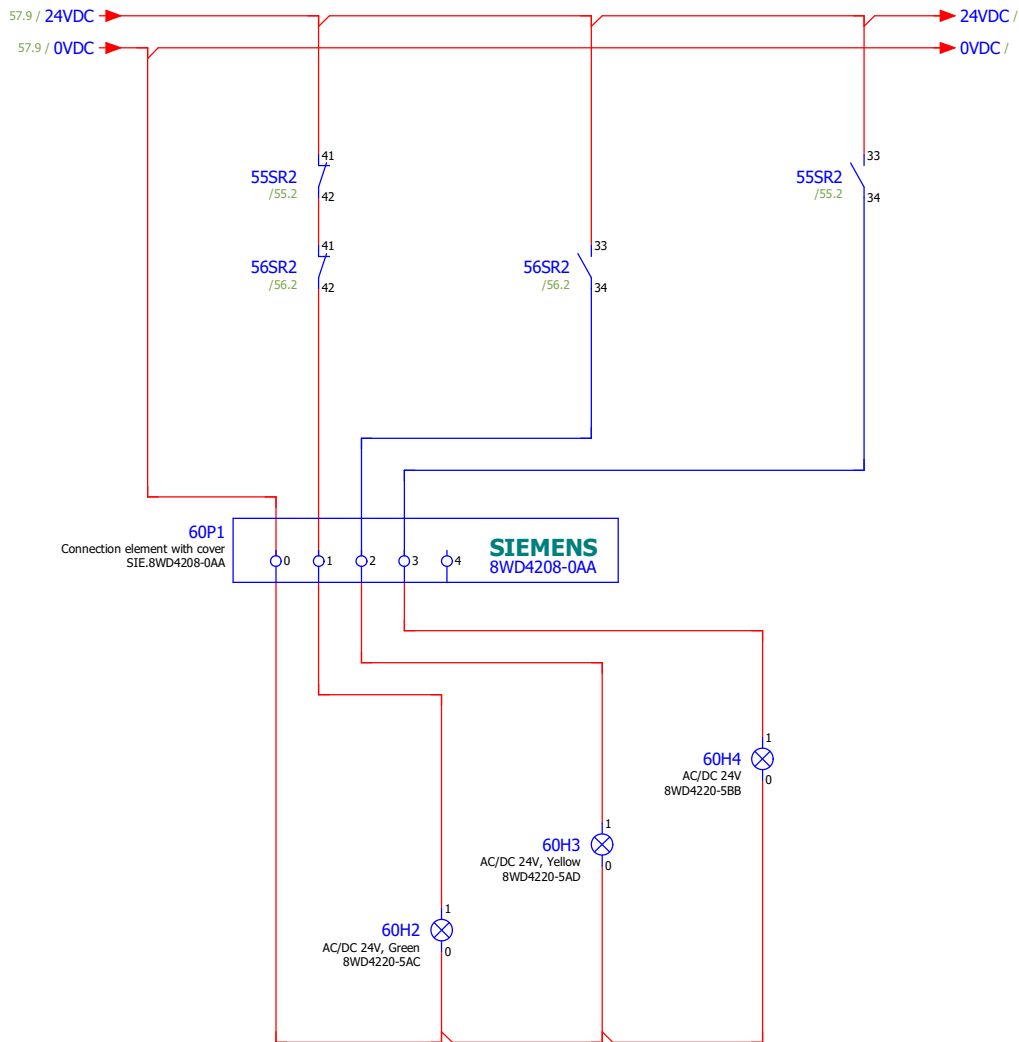 57.9 / 24VDC
24VDC /
57.9 / 0VDC
0VDC /
41
55SR2
/55.2
42
33
55SR2
/55.2
34
41
56SR2
/56.2
42
33
56SR2
/56.2
34
60P1
Connection element with cover
SIE.8WD4208-0AA
0
1
2
3
4
SIEMENS
8WD4208-0AA
1
60H4
AC/DC 24V
8WD4220-5BB
0
1
60H3
AC/DC 24V, Yellow
8WD4220-5AD
0
1
60H2
AC/DC 24V, Green
8WD4220-5AC
0